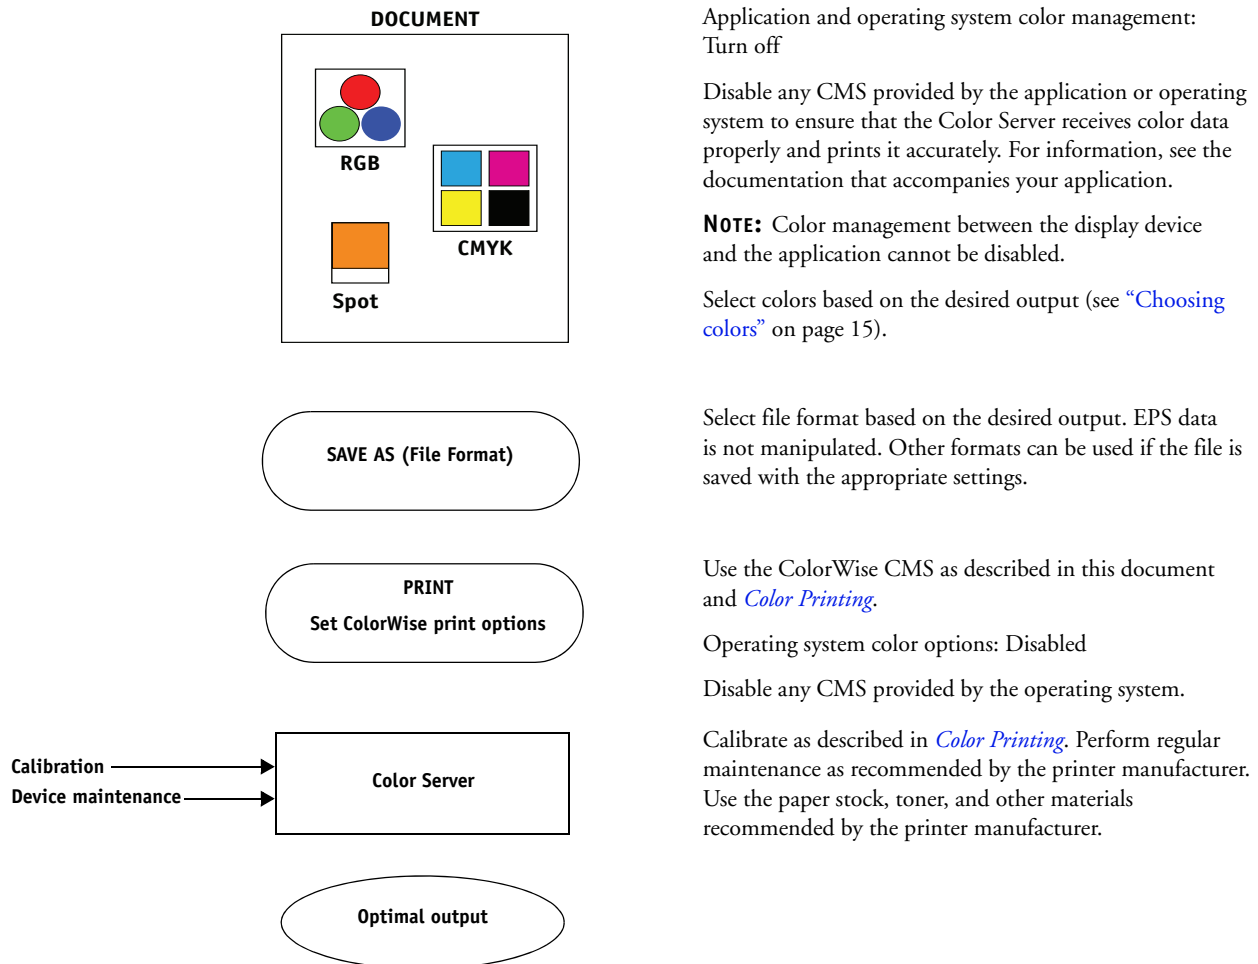 DOCUMENT
RGB
CMYK
Spot
Application and operating system color management:
Turn off
Disable any CMS provided by the application or operating
system to ensure that the Color Server receives color data
properly and prints it accurately. For information, see the
documentation that accompanies your application.
NOTE: Color management between the display device
and the application cannot be disabled.
Select colors based on the desired output (see “Choosing
colors” on page 15).
SAVE AS (File Format)
Select file format based on the desired output. EPS data
is not manipulated. Other formats can be used if the file is
saved with the appropriate settings.
PRINT
Set ColorWise print options
Use the ColorWise CMS as described in this document
and Color Printing.
Operating system color options: Disabled
Disable any CMS provided by the operating system.
Calibration
Device maintenance
Color Server
Calibrate as described in Color Printing. Perform regular
maintenance as recommended by the printer manufacturer.
Use the paper stock, toner, and other materials
recommended by the printer manufacturer.
Optimal output